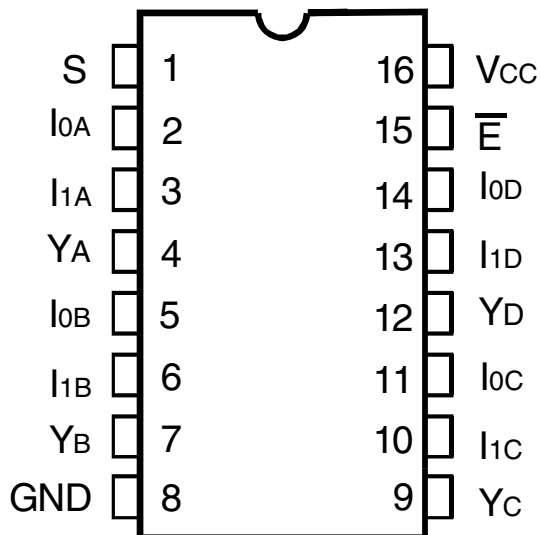 S 1 16 VCC
I0A 2 15 E̅
I1A 3 14 I0D
YA 4 13 I1D
I0B 5 12 YD
I1B 6 11 I0C
YB 7 10 I1C
GND 8 9 YC